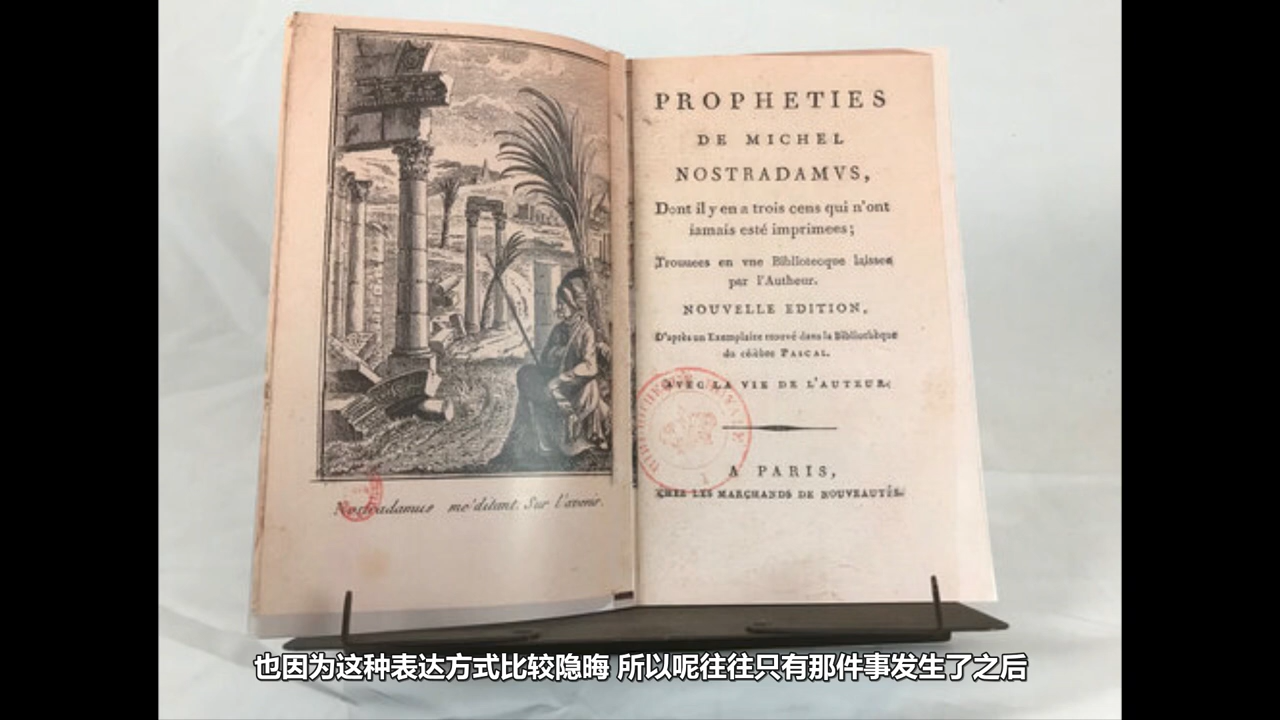 Nostradamus me'ditant. Sur l'avenir.
PROPHETIES
DE MICHEL
NOSTRADAMVS,
Dont il y en a trois cens qui n'ont
iamais esté imprimees;
Trouuees en vne Bibliotecque laissee
par l'Autheur.
NOUVELLE EDITION,
D'après un Exemplaire trouvé dans la Bibliothèque
du célèbre PASCAL.
AVEC LA VIE DE L'AUTEUR.
A PARIS,
CHEZ LES MARCHANDS DE NOUVEAUTÉS.
也因为这种表达方式比较隐晦 所以呢往往只有那件事发生了之后